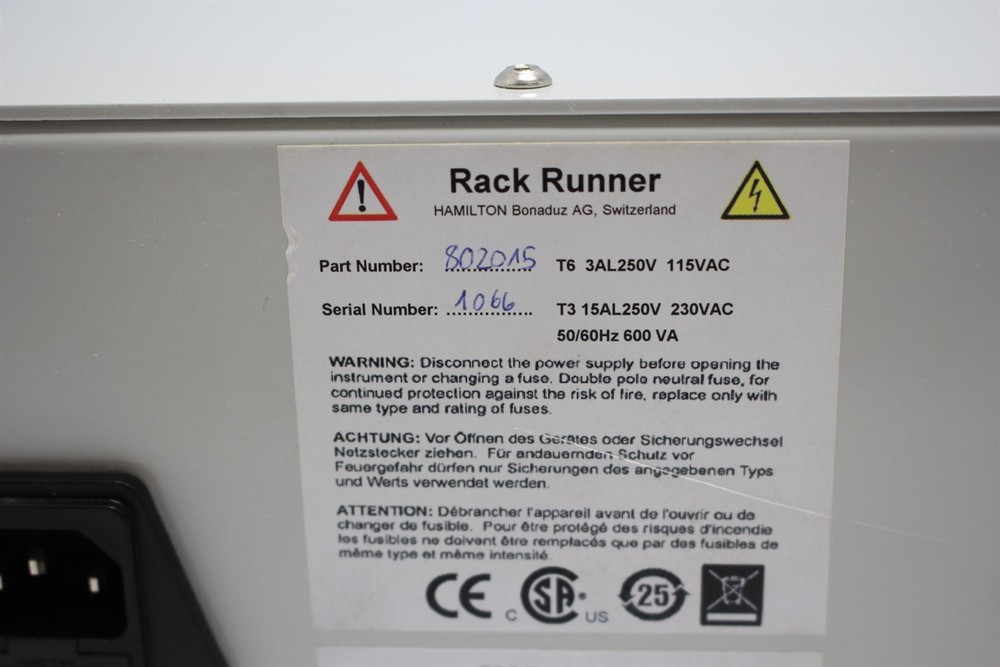 Rack Runner
HAMILTON Bonaduz AG, Switzerland
Part Number: 802015 T6 3AL250V 115VAC
Serial Number: 1066 T3 15AL250V 230VAC
50/60Hz 600 VA
WARNING: Disconnect the power supply before opening the
instrument or changing a fuse. Double pole neutral fuse, for
continued protection against the risk of fire, replace only with
same type and rating of fuses.
ACHTUNG: Vor Öffnen des Gerätes oder Sicherungswechsel
Netzstecker ziehen. Für andauernden Schutz vor
Feuergefahr dürfen nur Sicherungen des angegebenen Typs
und Werts verwendet werden.
ATTENTION: Débrancher l'appareil avant de l'ouvrir ou de
changer de fusible. Pour être protégé des risques d'incendie
les fusibles ne doivent être remplacés que par des fusibles de
même type et même intensité.
CE C SA US 25